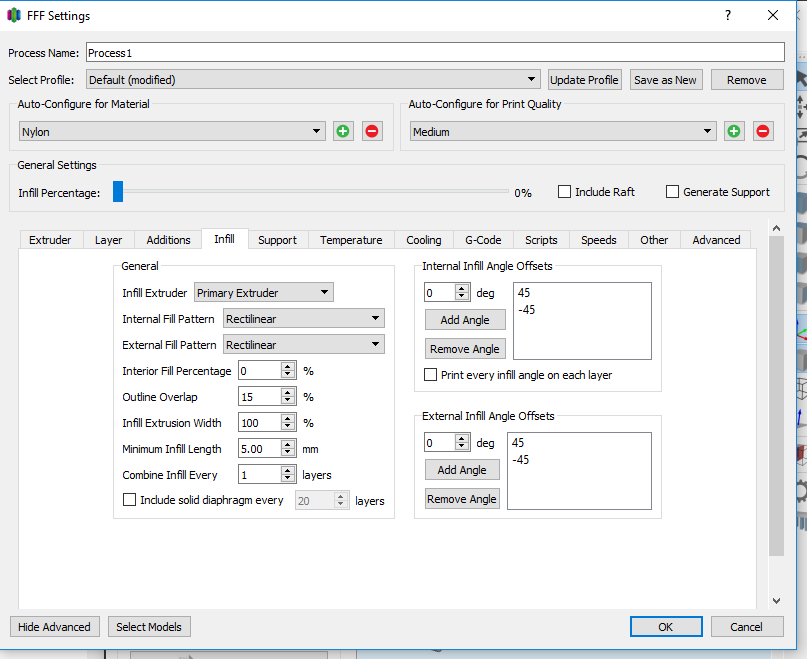 FFF Settings
Process Name: Process1
Select Profile: Default (modified) Update Profile Save as New Remove
Auto-Configure for Material Auto-Configure for Print Quality
Nylon Medium
General Settings
Infill Percentage: 0% Include Raft Generate Support
Extruder Layer Additions Infill Support Temperature Cooling G-Code Scripts Speeds Other Advanced
General
Infill Extruder Primary Extruder
Internal Fill Pattern Rectilinear
External Fill Pattern Rectilinear
Interior Fill Percentage 0 %
Outline Overlap 15 %
Infill Extrusion Width 100 %
Minimum Infill Length 5.00 mm
Combine Infill Every 1 layers
Include solid diaphragm every 20 layers
Internal Infill Angle Offsets
0 deg 45
-45
Add Angle
Remove Angle
Print every infill angle on each layer
External Infill Angle Offsets
0 deg 45
-45
Add Angle
Remove Angle
Hide Advanced Select Models OK Cancel